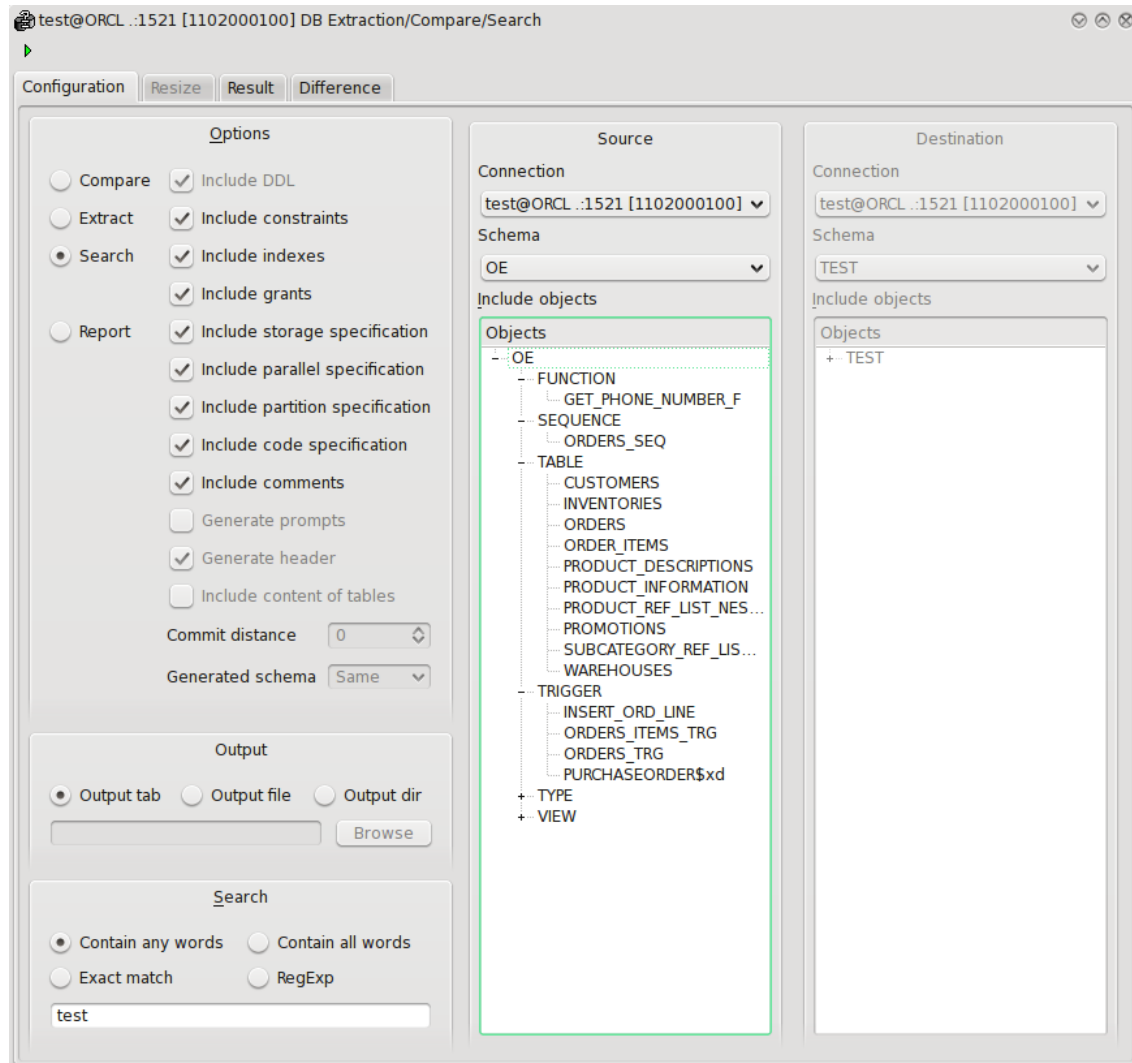 test@ORCL .:1521 [1102000100] DB Extraction/Compare/Search
Configuration Resize Result Difference
Options
Compare Include DDL
Extract Include constraints
Search Include indexes
Include grants
Report Include storage specification
Include parallel specification
Include partition specification
Include code specification
Include comments
Generate prompts
Generate header
Include content of tables
Commit distance 0
Generated schema Same
Output
Output tab Output file Output dir
Browse
Search
Contain any words Contain all words
Exact match RegExp
test
Source
Connection
test@ORCL .:1521 [1102000100]
Schema
OE
Include objects
Objects
OE
FUNCTION
GET_PHONE_NUMBER_F
SEQUENCE
ORDERS_SEQ
TABLE
CUSTOMERS
INVENTORIES
ORDERS
ORDER_ITEMS
PRODUCT_DESCRIPTIONS
PRODUCT_INFORMATION
PRODUCT_REF_LIST_NES...
PROMOTIONS
SUBCATEGORY_REF_LIS...
WAREHOUSES
TRIGGER
INSERT_ORD_LINE
ORDERS_ITEMS_TRG
ORDERS_TRG
PURCHASEORDER$xd
TYPE
VIEW
Destination
Connection
test@ORCL .:1521 [1102000100]
Schema
TEST
Include objects
Objects
TEST